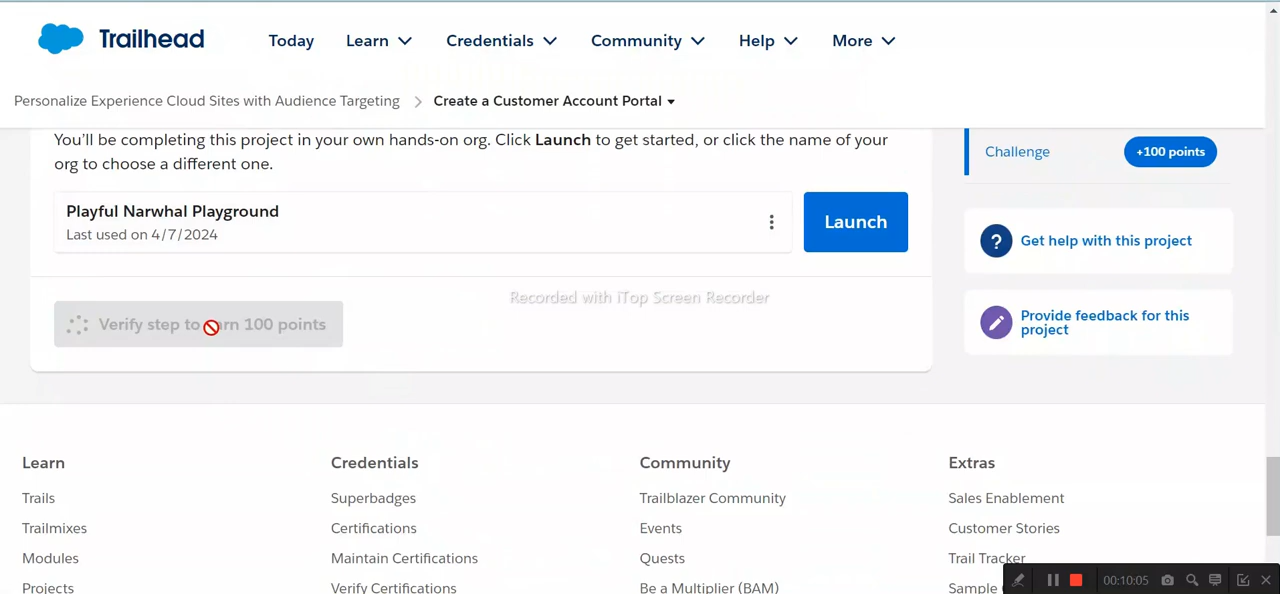 Trailhead
Today Learn Credentials Community Help More
Personalize Experience Cloud Sites with Audience Targeting > Create a Customer Account Portal
You'll be completing this project in your own hands-on org. Click Launch to get started, or click the name of your
org to choose a different one.
Playful Narwhal Playground
Last used on 4/7/2024
Launch
Challenge +100 points
Get help with this project
Provide feedback for this
project
Recorded with iTop Screen Recorder
Verify step to earn 100 points
Learn
Trails
Trailmixes
Modules
Projects
Credentials
Superbadges
Certifications
Maintain Certifications
Verify Certifications
Community
Trailblazer Community
Events
Quests
Be a Multiplier (BAM)
Extras
Sales Enablement
Customer Stories
Trail Tracker
Sample
00:10:05